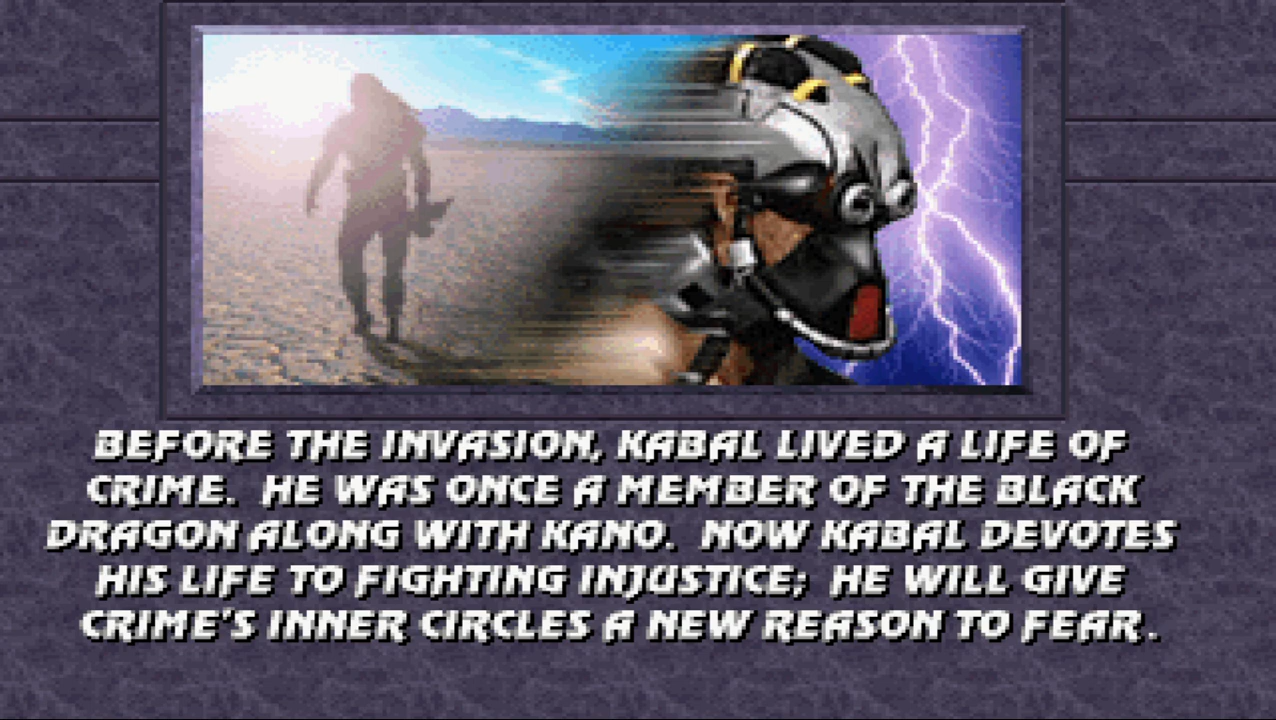 BEFORE THE INVASION, KABAL LIVED A LIFE OF
CRIME. HE WAS ONCE A MEMBER OF THE BLACK
DRAGON ALONG WITH KANO. NOW KABAL DEVOTES
HIS LIFE TO FIGHTING INJUSTICE; HE WILL GIVE
CRIME'S INNER CIRCLES A NEW REASON TO FEAR.